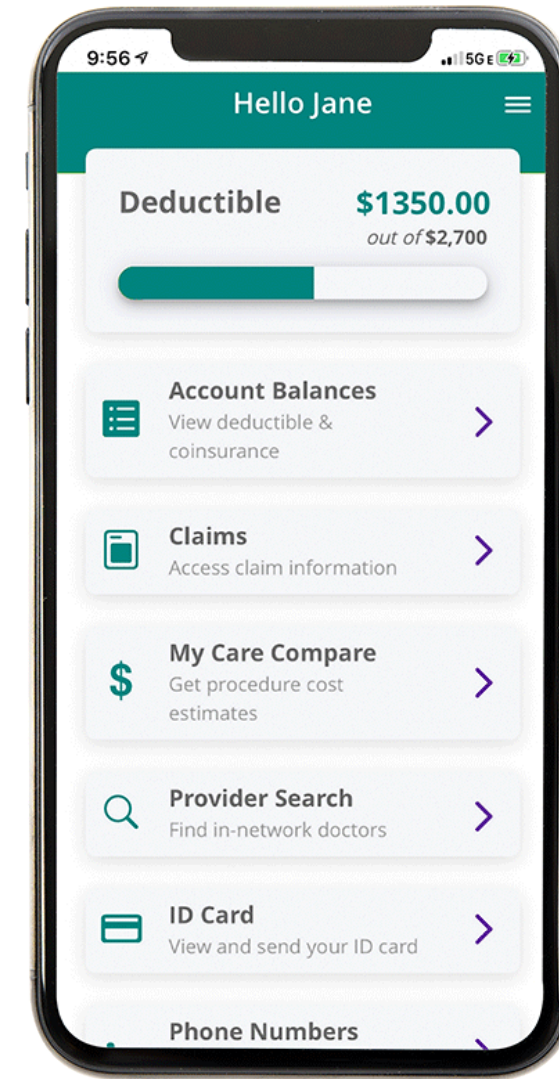 9:56
5G E
Hello Jane
Deductible
$1350.00
out of $2,700
Account Balances
View deductible &
coinsurance
Claims
Access claim information
My Care Compare
$
Get procedure cost
estimates
Provider Search
Find in-network doctors
ID Card
View and send your ID card
Phone Numbers